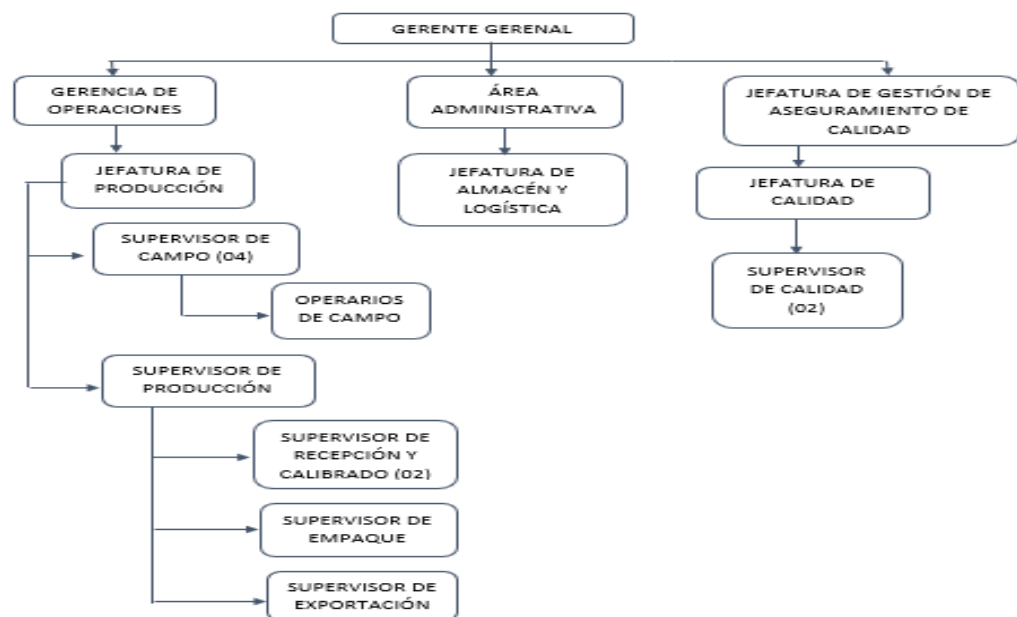 GERENTE GERENAL
GERENCIA DE
OPERACIONES
ÁREA
ADMINISTRATIVA
JEFATURA DE GESTIÓN DE
ASEGURAMIENTO DE
CALIDAD
JEFATURA DE
PRODUCCIÓN
JEFATURA DE
ALMACÉN Y
LOGÍSTICA
JEFATURA DE
CALIDAD
SUPERVISOR DE
CAMPO (04)
SUPERVISOR
DE CALIDAD
(02)
OPERARIOS
DE CAMPO
SUPERVISOR DE
PRODUCCIÓN
SUPERVISOR DE
RECEPCIÓN Y
CALIBRADO (02)
SUPERVISOR DE
EMPAQUE
SUPERVISOR DE
EXPORTACIÓN